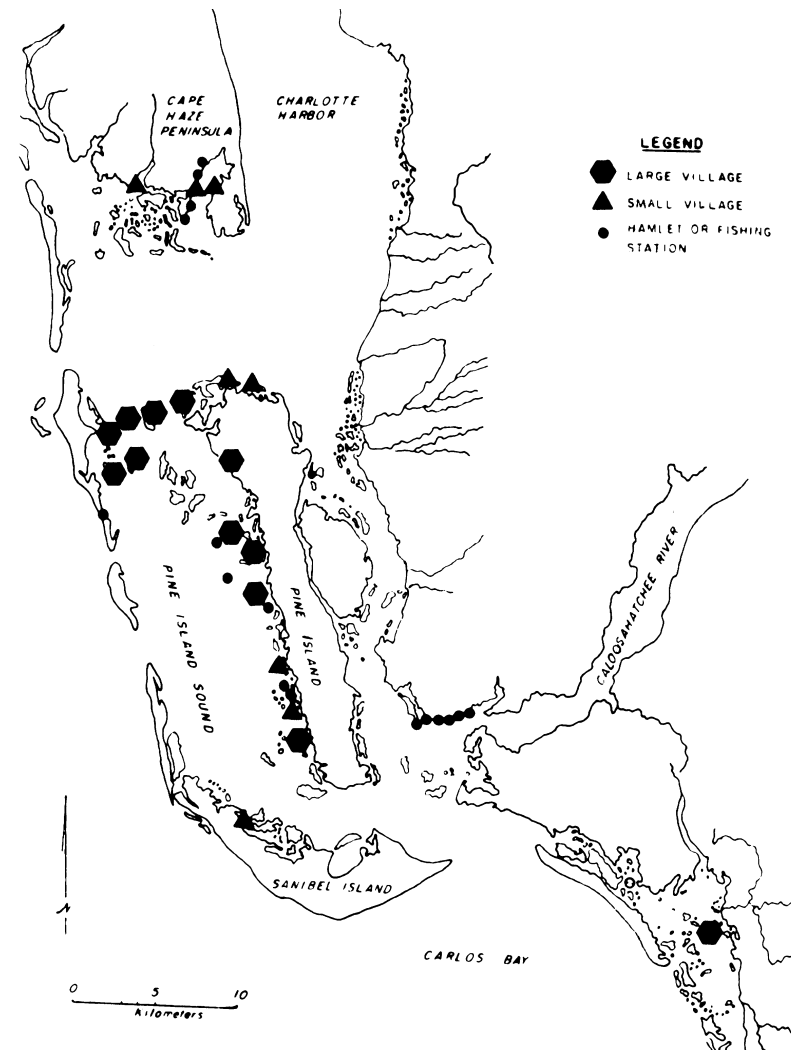 CAPE
HAZE
PENINSULA
CHARLOTTE
HARBOR
LEGEND
LARGE VILLAGE
SMALL VILLAGE
HAMLET OR FISHING
STATION
PINE ISLAND SOUND
PINE ISLAND
CALOOSAHATCHEE RIVER
SANIBEL ISLAND
CARLOS BAY
N
0 5 10
Kilometers